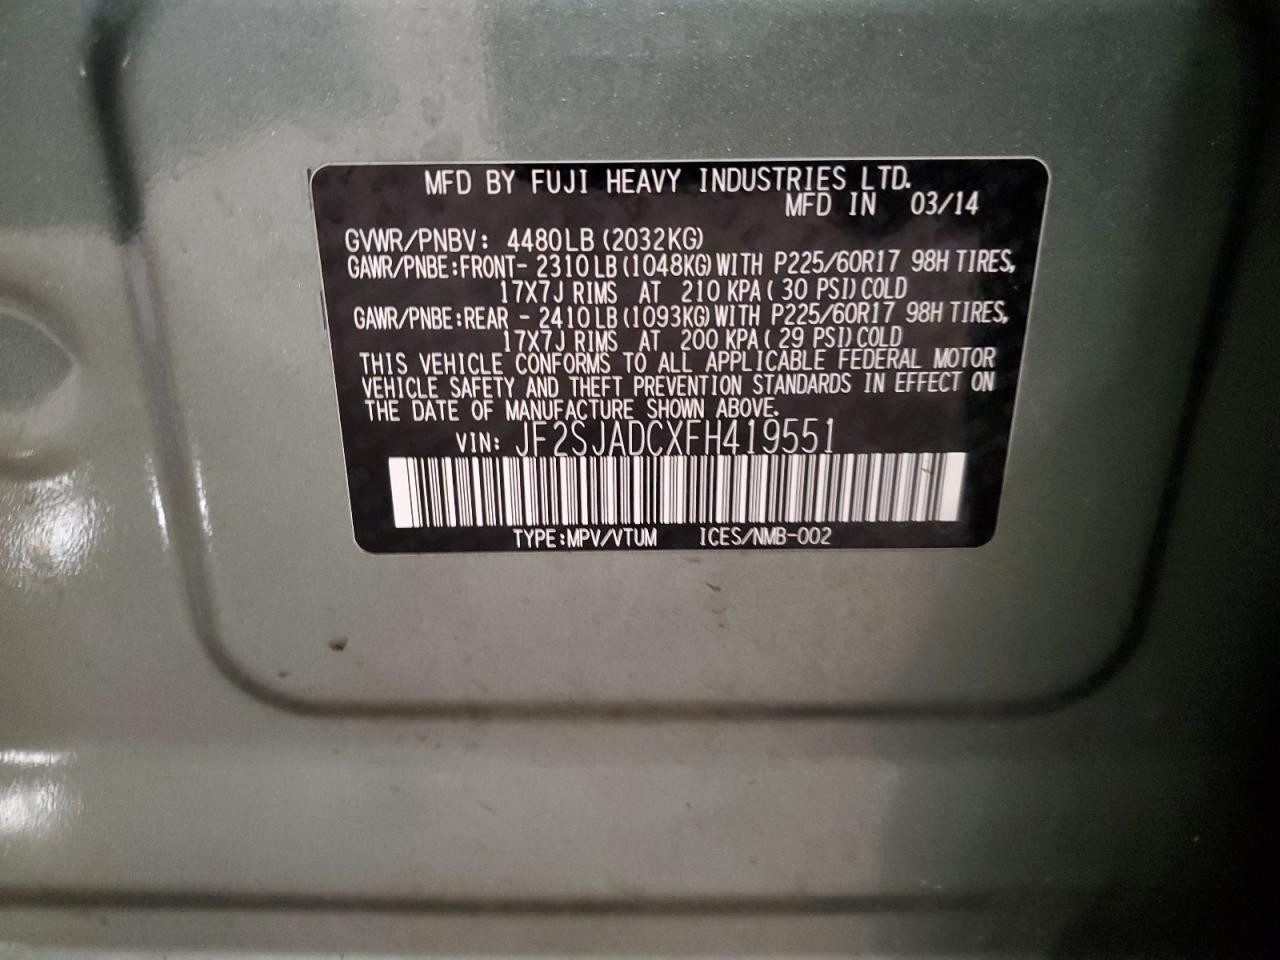 MFD BY FUJI HEAVY INDUSTRIES LTD.
MFD IN 03/14
GVWR/PNBV: 4480LB (2032KG)
GAWR/PNBE:FRONT- 2310LB (1048KG) WITH P225/60R17 98H TIRES,
17X7J RIMS AT 210 KPA( 30 PSI) COLD
GAWR/PNBE:REAR - 2410LB (1093KG) WITH P225/60R17 98H TIRES,
17X7J RIMS AT 200 KPA( 29 PSI) COLD
THIS VEHICLE CONFORMS TO ALL APPLICABLE FEDERAL MOTOR
VEHICLE SAFETY AND THEFT PREVENTION STANDARDS IN EFFECT ON
THE DATE OF MANUFACTURE SHOWN ABOVE.
VIN: JF2SJADCXFH419551
TYPE:MPV/VTUM ICES/NMB-002